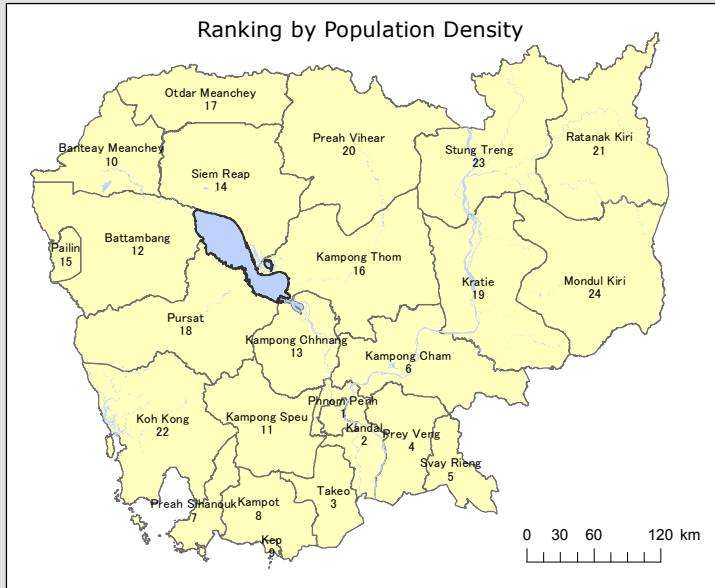 Ranking by Population Density
Otdar Meanchey
17
Banteay Meanchey
10
Siem Reap
14
Preah Vihear
20
Stung Treng
23
Ratanak Kiri
21
Pailin
15
Battambang
12
Kampong Thom
16
Kratie
19
Mondul Kiri
24
Pursat
18
Kampong Chhnang
13
Kampong Cham
6
Koh Kong
22
Kampong Speu
11
Phnom Penh
1
Kandal
2
Prey Veng
4
Svay Rieng
5
Preah Sihanouk
7
Kampot
8
Takeo
3
Kep
9
0 30 60 120 km